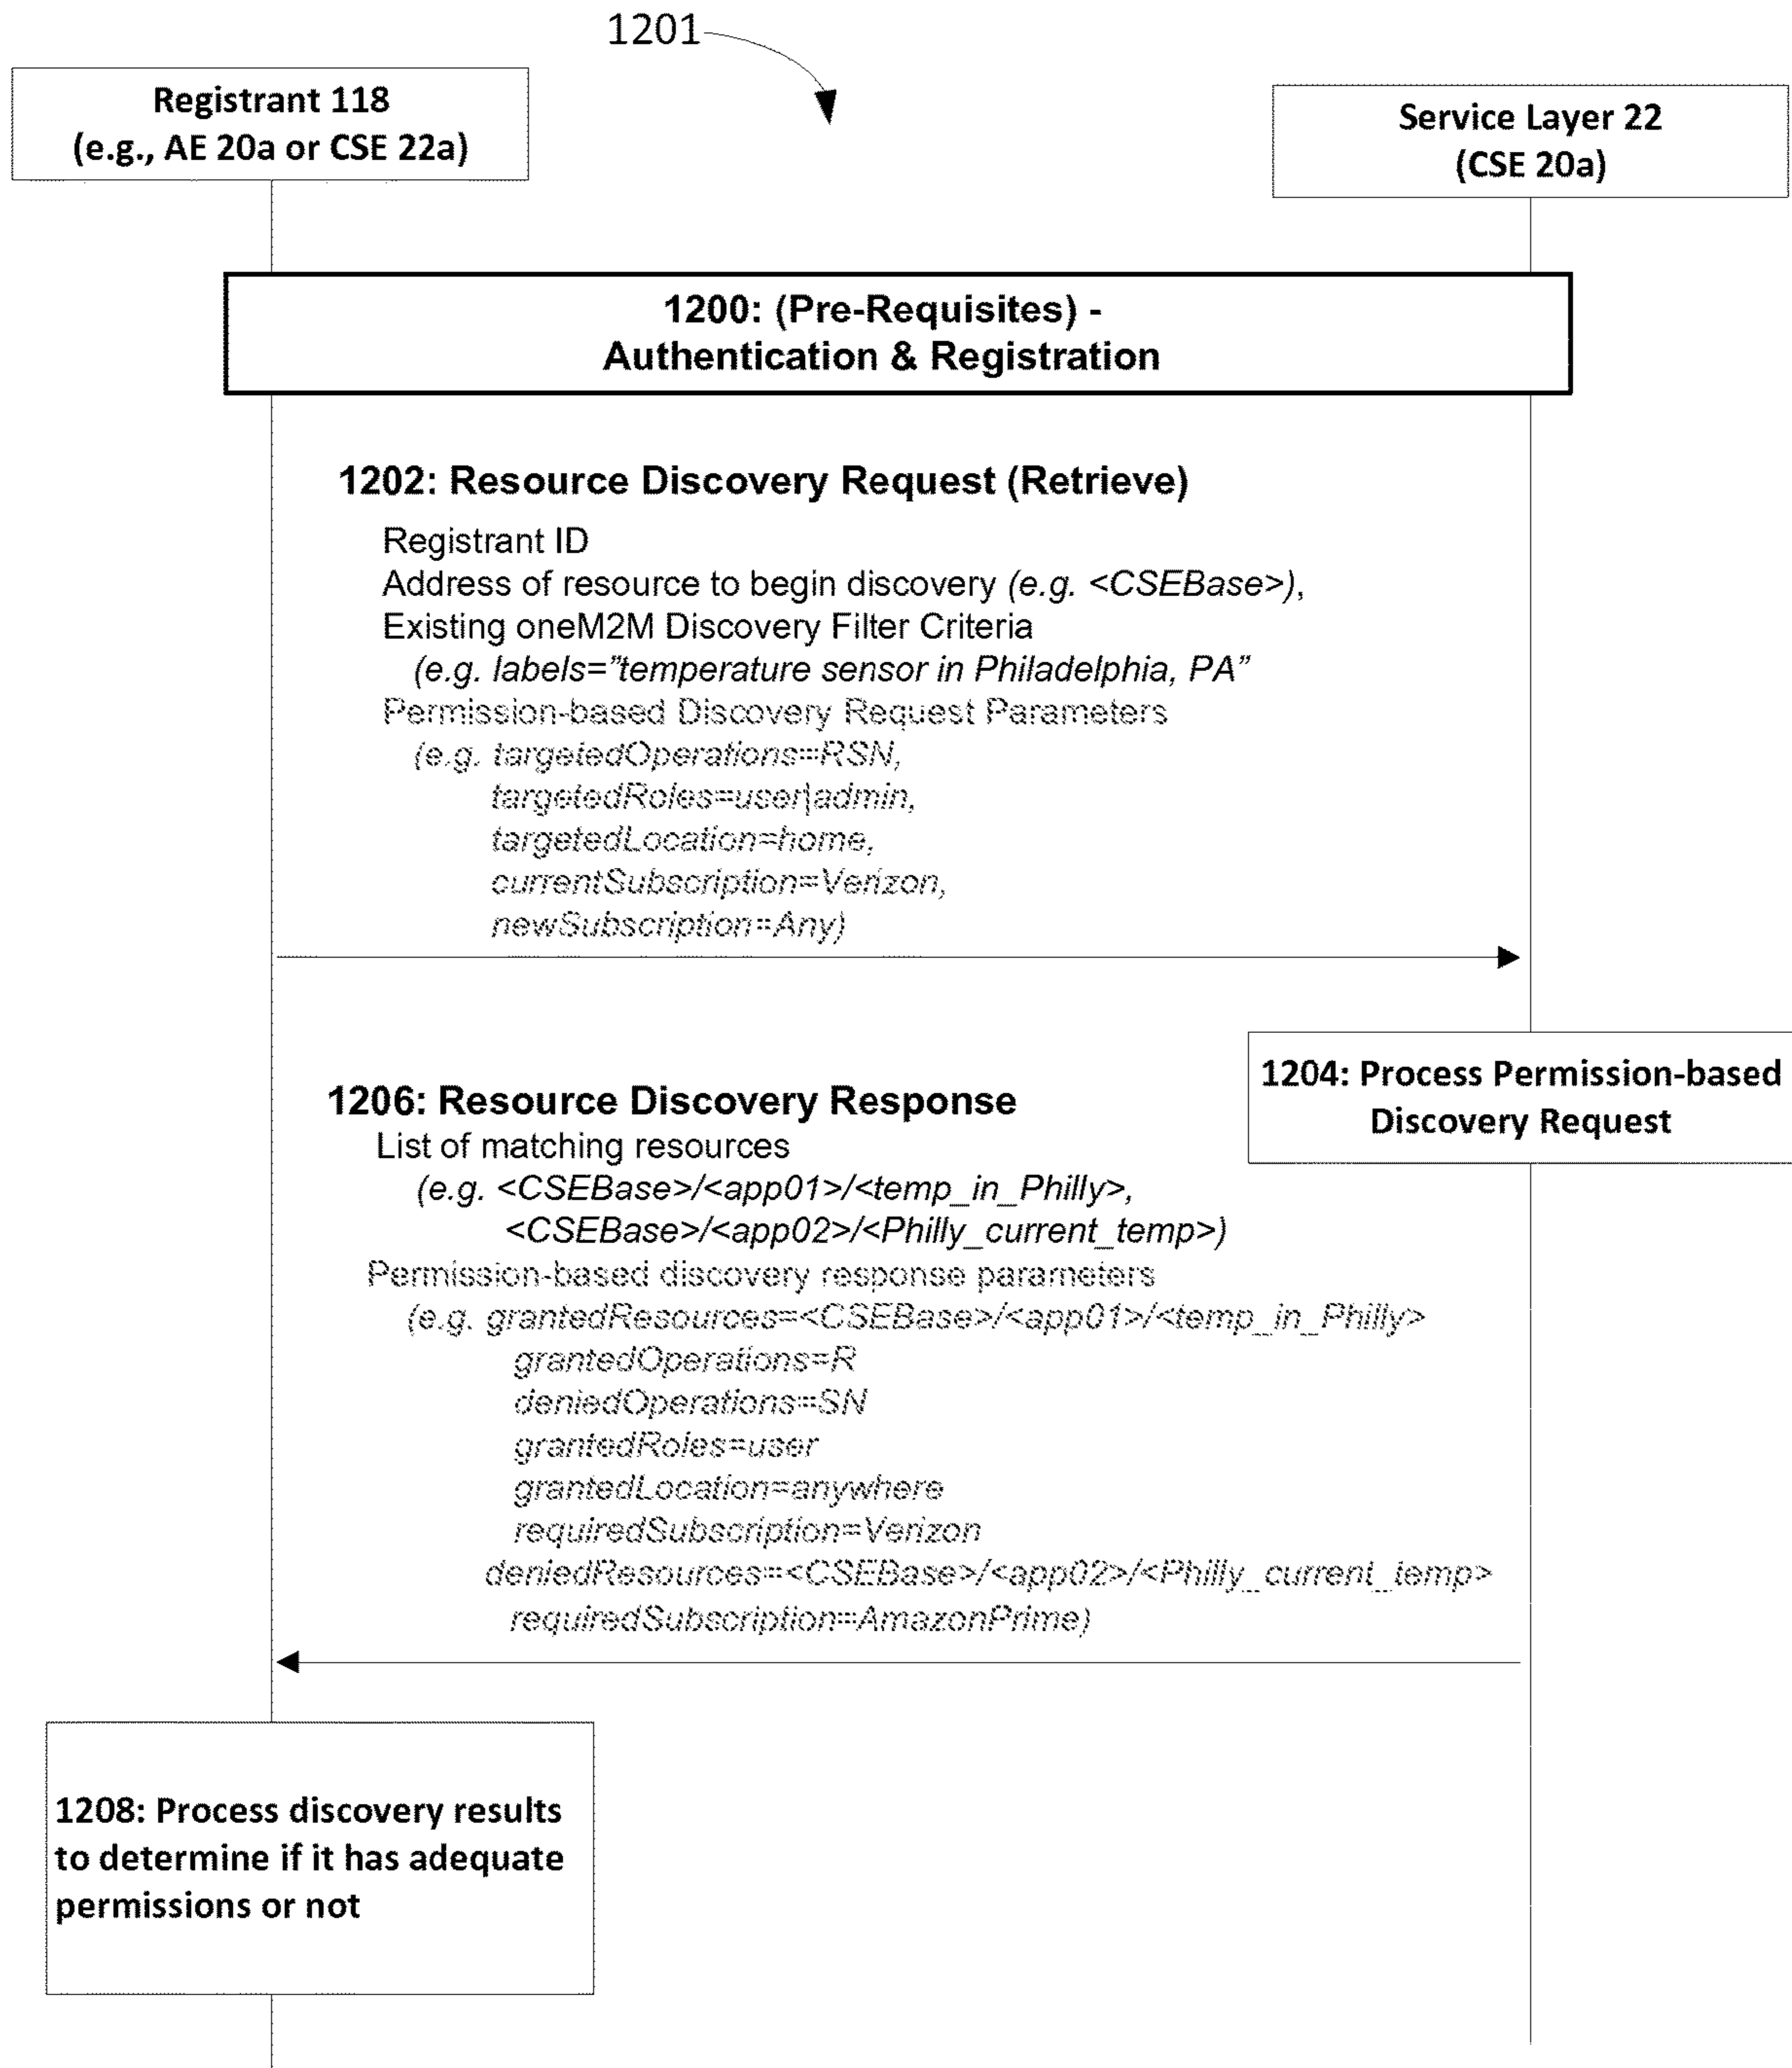 1201
Registrant 118
(e.g., AE 20a or CSE 22a)
Service Layer 22
(CSE 20a)
1200: (Pre-Requisites) -
Authentication & Registration
1202: Resource Discovery Request (Retrieve)
Registrant ID
Address of resource to begin discovery (e.g. <CSEBase>),
Existing oneM2M Discovery Filter Criteria
(e.g. labels=”temperature sensor in Philadelphia, PA”
Permission-based Discovery Request Parameters
(e.g. targetedOperations=RSN,
targetedRoles=user|admin,
targetedLocation=home,
currentSubscription=Verizon,
newSubscription=Any)
1204: Process Permission-based
Discovery Request
1206: Resource Discovery Response
List of matching resources
(e.g. <CSEBase>/<app01>/<temp_in_Philly>,
<CSEBase>/<app02>/<Philly_current_temp>)
Permission-based discovery response parameters
(e.g. grantedResources=<CSEBase>/<app01>/<temp_in_Philly>
grantedOperations=R
deniedOperations=SN
grantedRoles=user
grantedLocation=anywhere
requiredSubscription=Verizon
deniedResources=<CSEBase>/<app02>/<Philly_current_temp>
requiredSubscription=AmazonPrime)
1208: Process discovery results
to determine if it has adequate
permissions or not